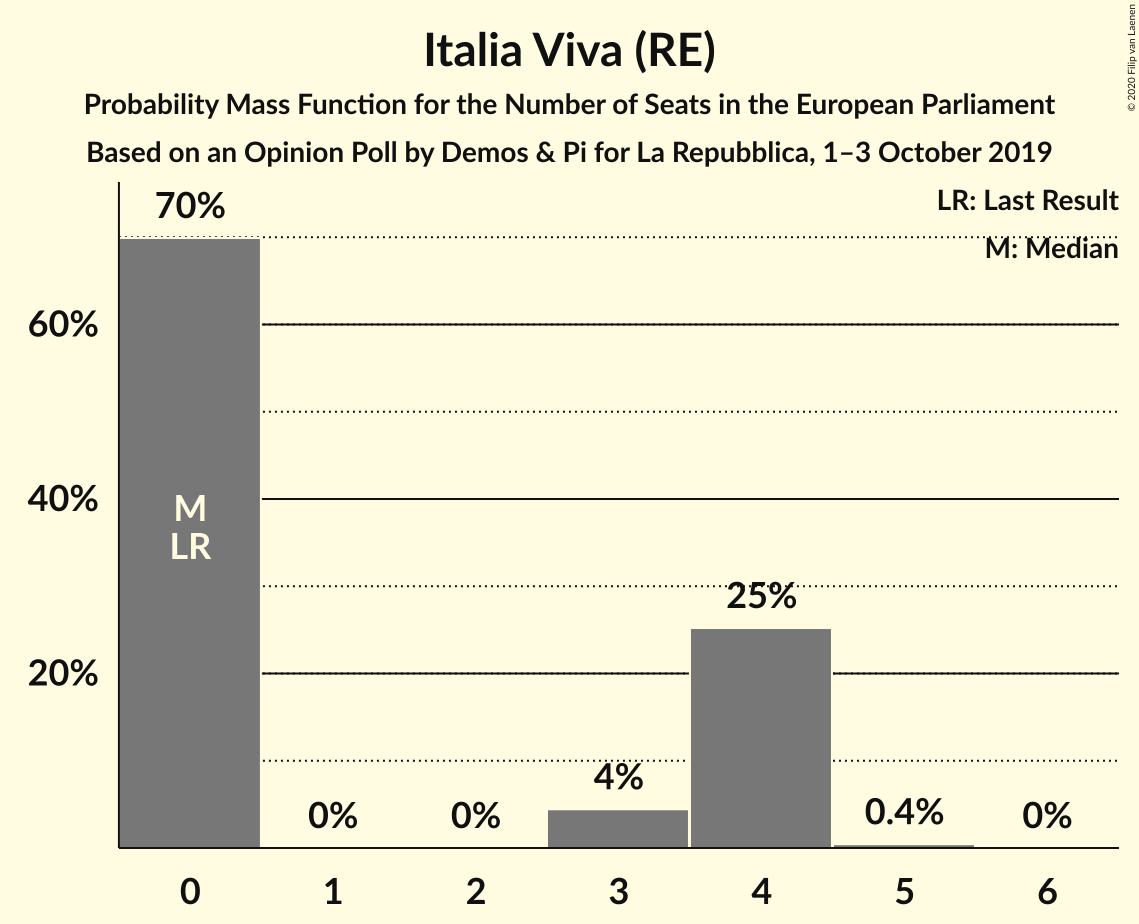 Italia Viva (RE)
Probability Mass Function for the Number of Seats in the European Parliament
Based on an Opinion Poll by Demos & Pi for La Repubblica, 1–3 October 2019
© 2020 Filip van Laenen
LR: Last Result
M: Median
70%
60%
40%
20%
M
LR
0%
0%
4%
25%
0.4%
0%
0
1
2
3
4
5
6